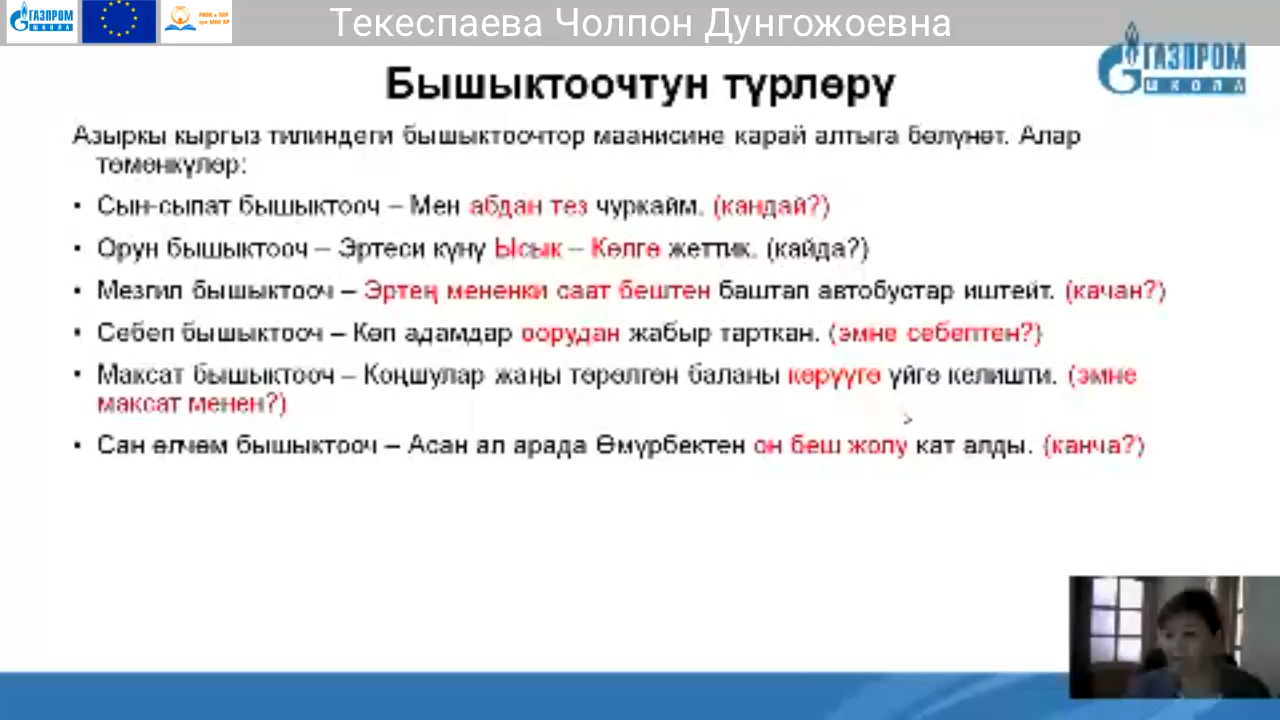 ГАЗПРОМ
ШКОЛА
Текеспаева Чолпон Дунгожоевна
ГАЗПРОМ
ШКОЛА
Бышыктоочтун түрлөрү
Азыркы кыргыз тилиндеги бышыктоочтор маанисине карай алтыга бөлүнөт. Алар
төмөнкүлөр:
• Сын-сыпат бышыктооч – Мен абдан тез чуркайм. (кандай?)
• Орун бышыктооч – Эртеси күнү Ысык – Көлгө жеттик. (кайда?)
• Мезгил бышыктооч – Эртең мененки саат бештен баштап автобустар иштейт. (качан?)
• Себеп бышыктооч – Көп адамдар оорудан жабыр тарткан. (эмне себептен?)
• Максат бышыктооч – Коңшулар жаңы төрөлгөн баланы көрүүгө үйгө келишти. (эмне
максат менен?)
• Сан өлчөм бышыктооч – Асан ал арада Өмүрбектен он беш жолу кат алды. (канча?)